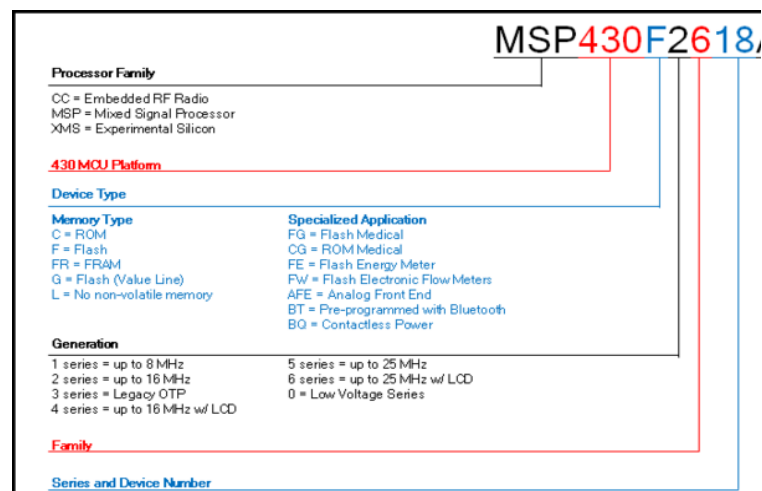 MSP430F2618A
Processor Family
CC = Embedded RF Radio
MSP = Mixed Signal Processor
XMS = Experimental Silicon
430 MCU Platform
Device Type
Memory Type
C = ROM
F = Flash
FR = FRAM
G = Flash (Value Line)
L = No non-volatile memory
Specialized Application
FG = Flash Medical
CG = ROM Medical
FE = Flash Energy Meter
FW = Flash Electronic Flow Meters
AFE = Analog Front End
BT = Pre-programmed with Bluetooth
BQ = Contactless Power
Generation
1 series = up to 8 MHz
2 series = up to 16 MHz
3 series = Legacy OTP
4 series = up to 16 MHz w/ LCD
5 series = up to 25 MHz
6 series = up to 25 MHz w/ LCD
0 = Low Voltage Series
Family
Series and Device Number